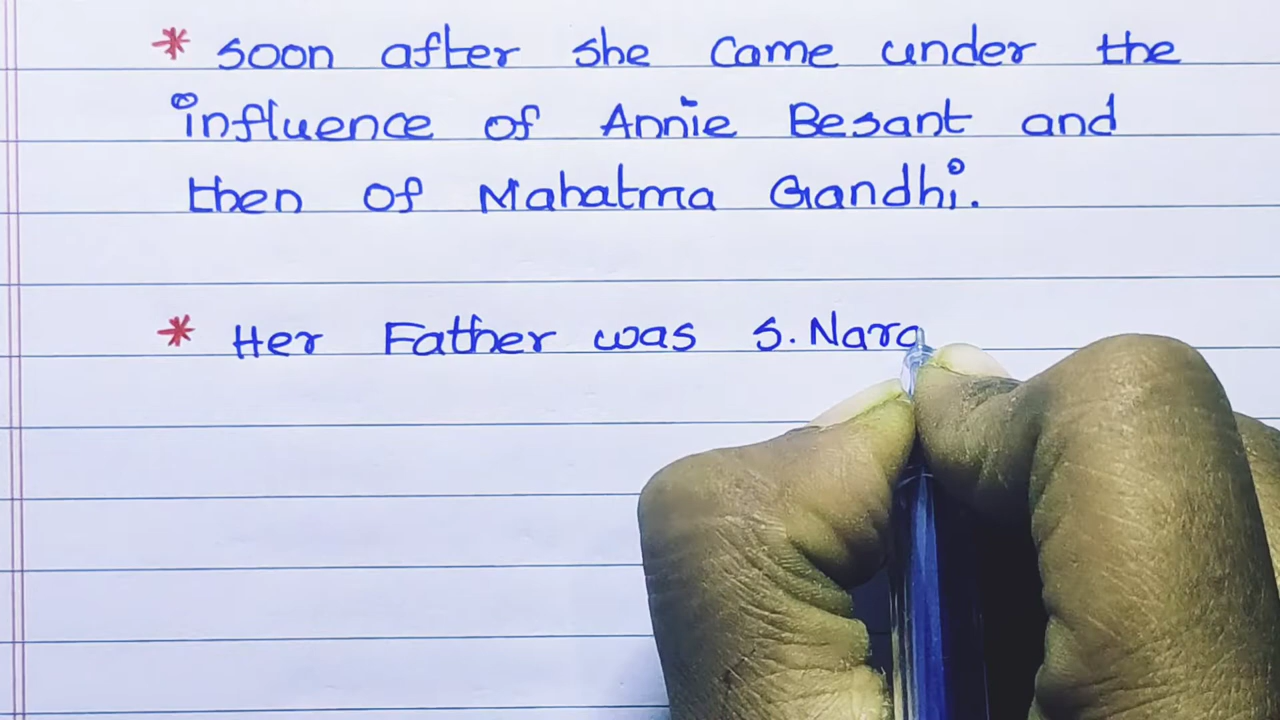 * soon after she came under the
influence of Annie Besant and
then of Mahatma Gandhi.
* Her Father was S. Nara